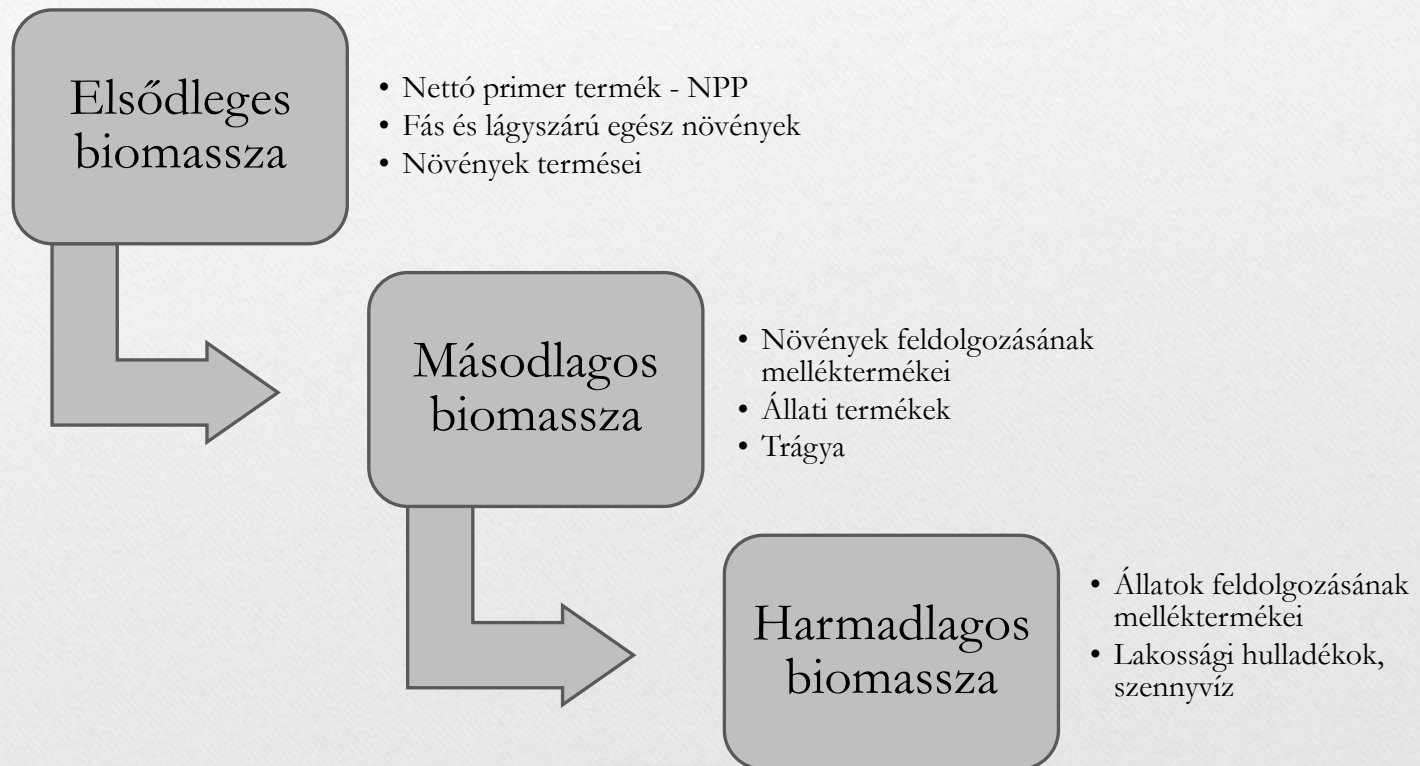 Elsődleges
biomassza
• Nettó primer termék - NPP
• Fás és lágyszárú egész növények
• Növények termései
Másodlagos
biomassza
• Növények feldolgozásának
melléktermékei
• Állati termékek
• Trágya
Harmadlagos
biomassza
• Állatok feldolgozásának
melléktermékei
• Lakossági hulladékok,
szennyvíz